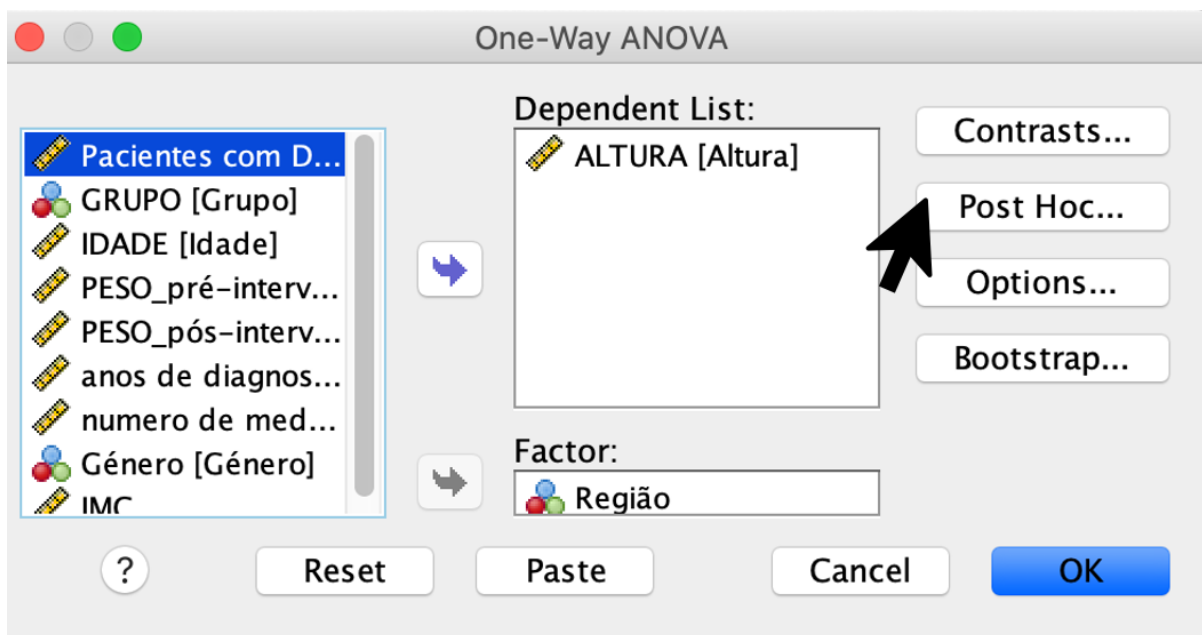 One-Way ANOVA
Pacientes com D...
GRUPO [Grupo]
IDADE [Idade]
PESO_pré-interv...
PESO_pós-interv...
anos de diagnos...
numero de med...
Género [Género]
IMC
Dependent List:
ALTURA [Altura]
Factor:
Região
Contrasts...
Post Hoc...
Options...
Bootstrap...
?
Reset
Paste
Cancel
OK